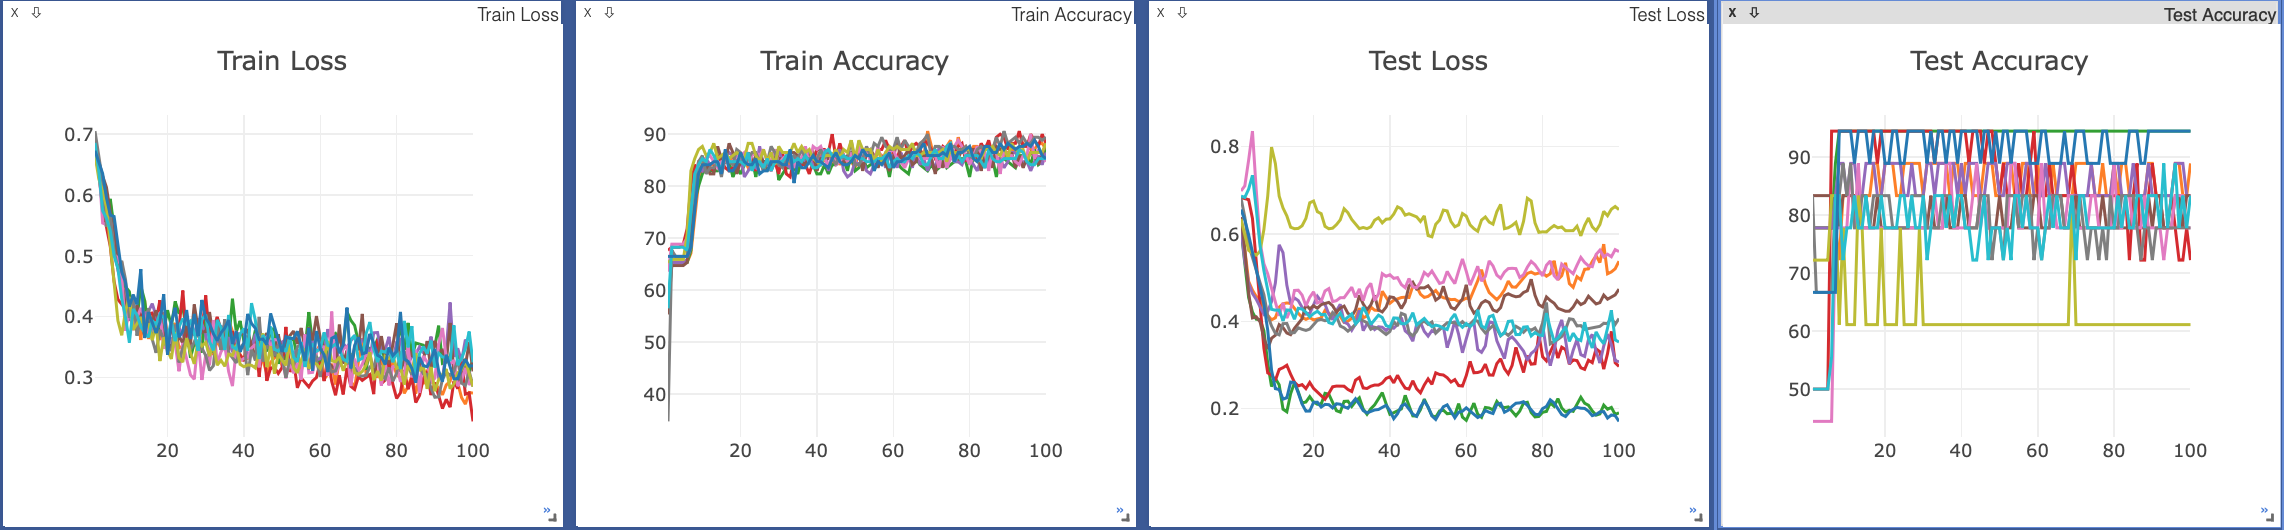 X ⇩ Train Loss
Train Loss
0.7
0.6
0.5
0.4
0.3
20 40 60 80 100
»
X ⇩ Train Accuracy
Train Accuracy
90
80
70
60
50
40
20 40 60 80 100
»
X ⇩ Test Loss
Test Loss
0.8
0.6
0.4
0.2
20 40 60 80 100
»
X ⇩ Test Accuracy
Test Accuracy
90
80
70
60
50
20 40 60 80 100
»